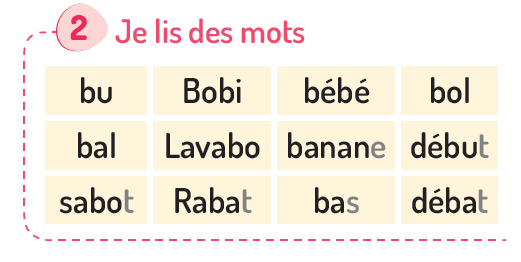 2 Je lis des mots
bu Bobi bébé bol
bal Lavabo banane début
sabot Rabat bas débat